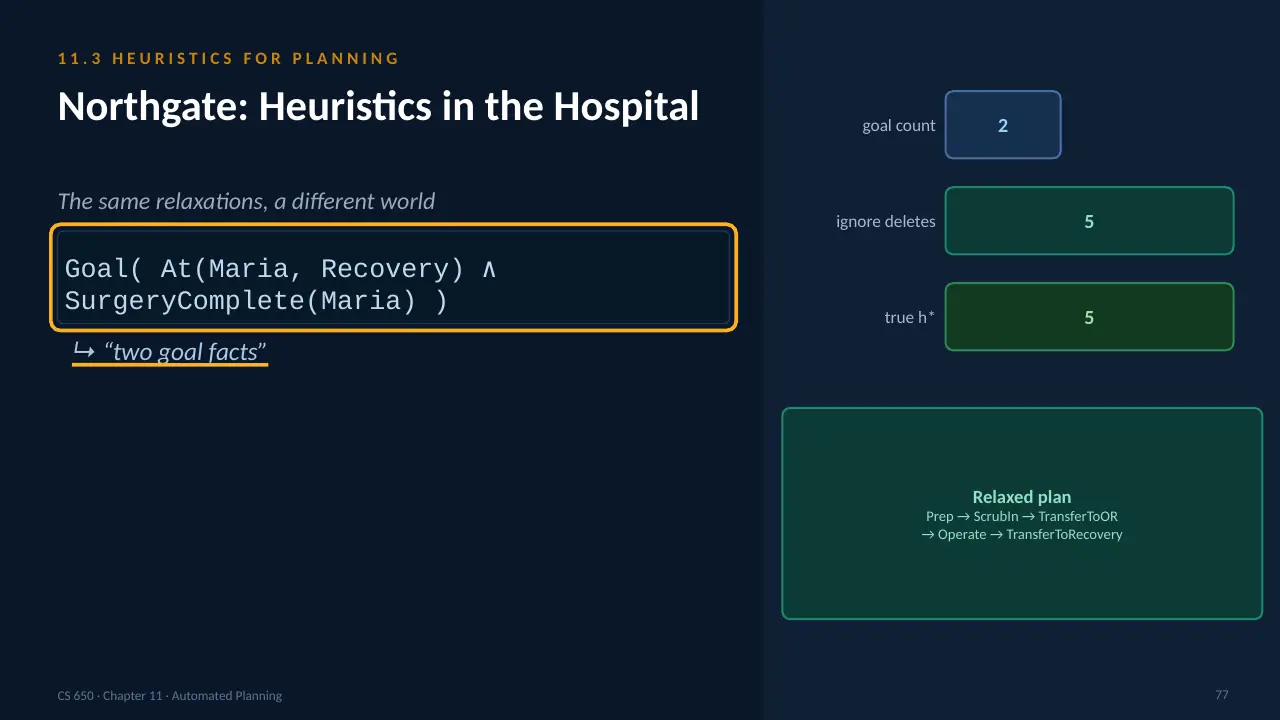 11.3 HEURISTICS FOR PLANNING
Northgate: Heuristics in the Hospital
The same relaxations, a different world
Goal( At(Maria, Recovery) ∧
SurgeryComplete(Maria) )
↪ “two goal facts”
goal count
2
ignore deletes
5
true h*
5
Relaxed plan
Prep → ScrubIn → TransferToOR
→ Operate → TransferToRecovery
CS 650 · Chapter 11 · Automated Planning
77